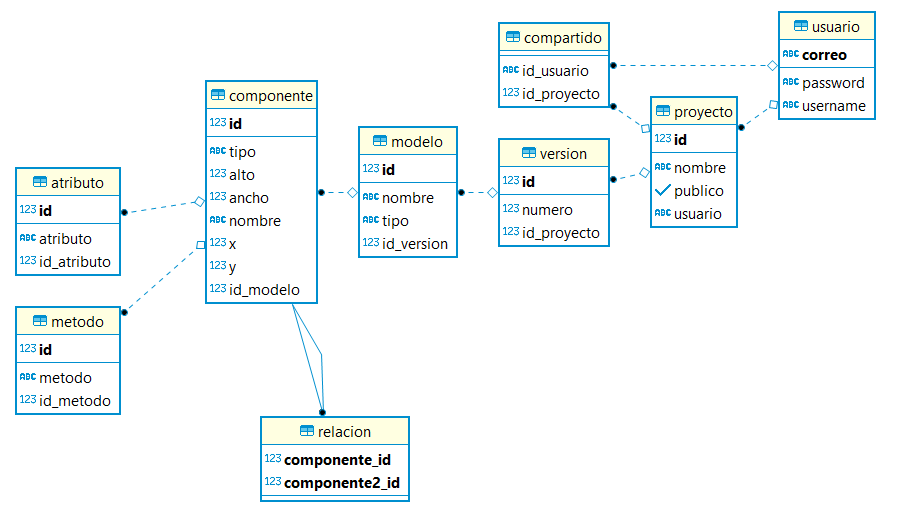 usuario
ABC correo
ABC password
ABC username
compartido
ABC id_usuario
123 id_proyecto
proyecto
123 id
ABC nombre
publico
ABC usuario
version
123 id
123 numero
123 id_proyecto
modelo
123 id
ABC nombre
ABC tipo
123 id_version
componente
123 id
ABC tipo
123 alto
123 ancho
ABC nombre
123 x
123 y
123 id_modelo
atributo
123 id
ABC atributo
123 id_atributo
metodo
123 id
ABC metodo
123 id_metodo
relacion
123 componente_id
123 componente2_id